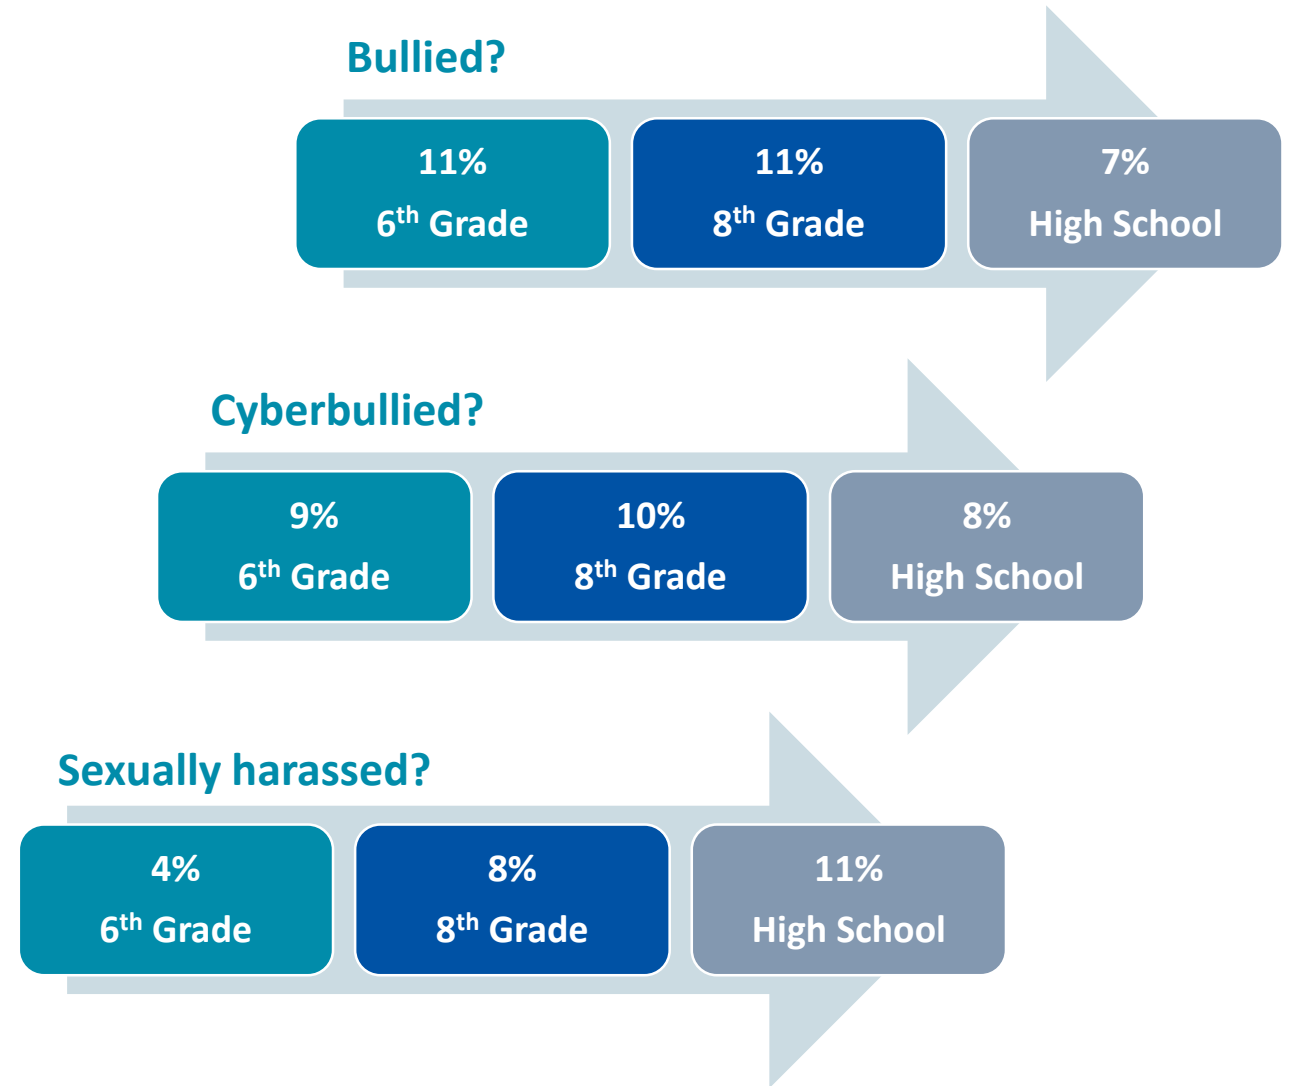 Bullied?
11%
6th Grade
11%
8th Grade
7%
High School
Cyberbullied?
9%
6th Grade
10%
8th Grade
8%
High School
Sexually harassed?
4%
6th Grade
8%
8th Grade
11%
High School